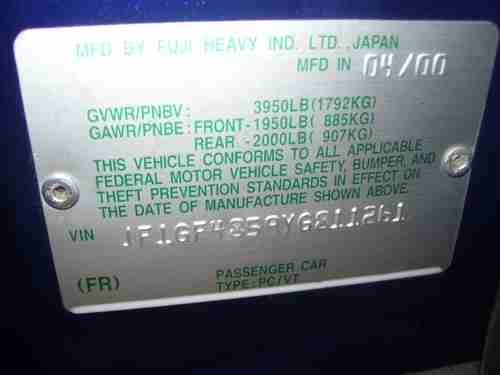 MFD BY FUJI HEAVY IND. LTD., JAPAN
MFD IN 04/00
GVWR/PNBV: 3950LB(1792KG)
GAWR/PNBE: FRONT-1950LB( 885KG)
REAR -2000LB( 907KG)
THIS VEHICLE CONFORMS TO ALL APPLICABLE
FEDERAL MOTOR VEHICLE SAFETY, BUMPER, AND
THEFT PREVENTION STANDARDS IN EFFECT ON
THE DATE OF MANUFACTURE SHOWN ABOVE.
VIN
(FR)
PASSENGER CAR
TYPE:PC/VT